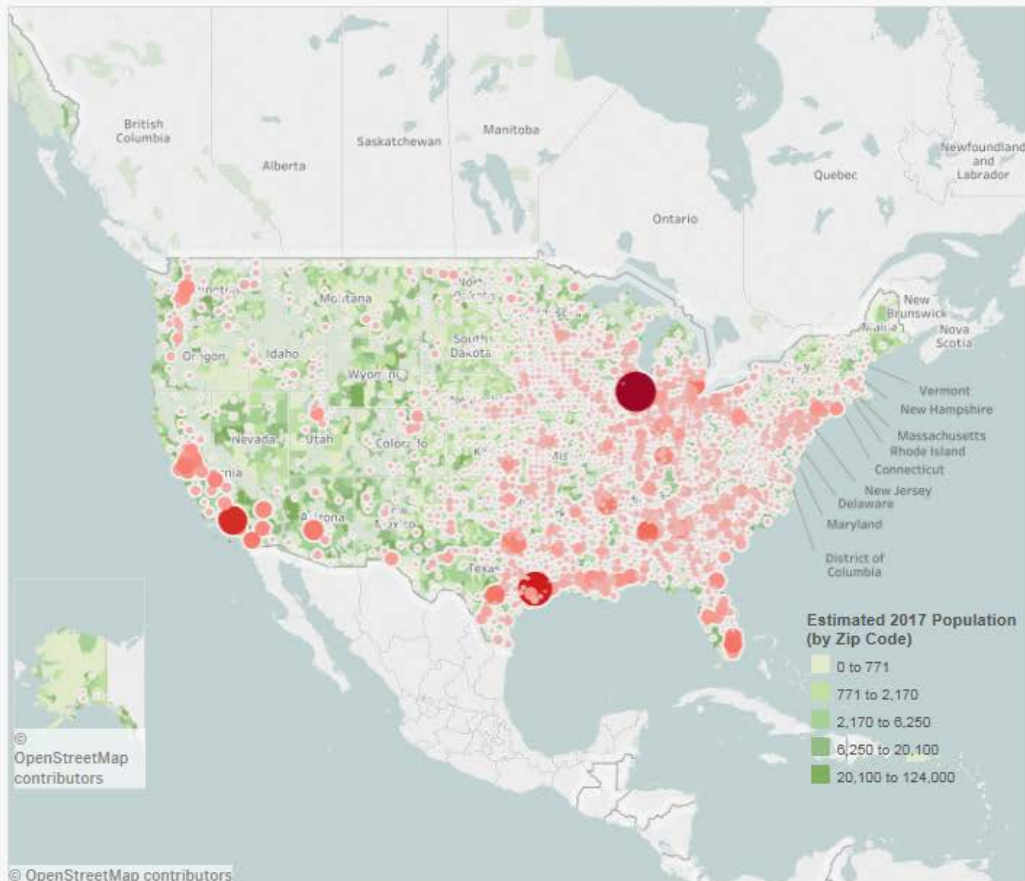 British
Columbia
Alberta
Saskatchewan
Manitoba
Newfoundland
and
Labrador
Quebec
Ontario
New
Brunswick
Nova
Scotia
Montana
Oregon
Idaho
South
Dakota
Nevada
Utah
Texas
Vermont
New Hampshire
Massachusetts
Rhode Island
Connecticut
New Jersey
Delaware
Maryland
District of
Columbia
Estimated 2017 Population
(by Zip Code)
0 to 771
771 to 2,170
2,170 to 6,250
6,250 to 20,100
20,100 to 124,000
©
OpenStreetMap
contributors
© OpenStreetMap contributors